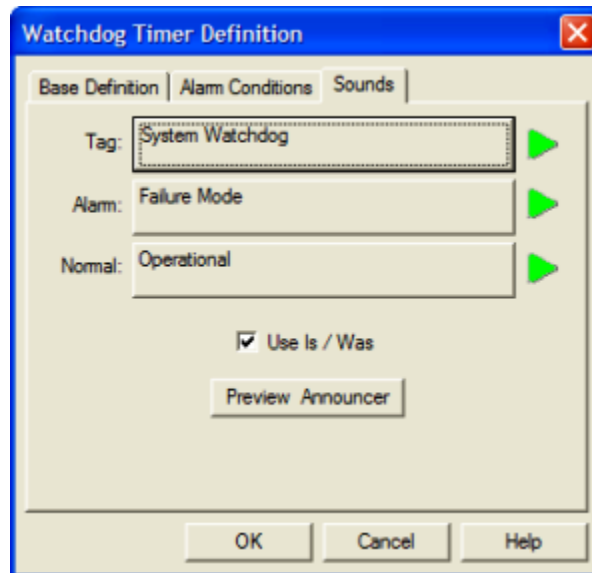 Watchdog Timer Definition
Base Definition Alarm Conditions Sounds
Tag: System Watchdog
Alarm: Failure Mode
Normal: Operational
Use Is / Was
Preview Announcer
OK Cancel Help